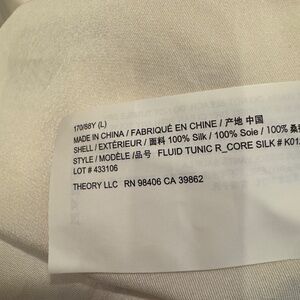 170/88Y (L)
MADE IN CHINA / FABRIQUÉ EN CHINE / 产地 中国
SHELL / EXTÉRIEUR / 面料 100% Silk / 100% Soie / 100% 桑
STYLE / MODÈLE /品号 FLUID TUNIC R_CORE SILK # K01
LOT # 433106
THEORY LLC RN 98406 CA 39862